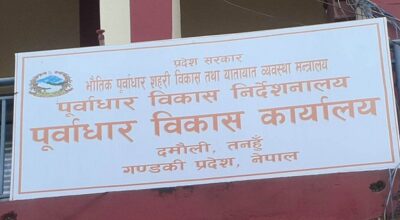 प्रदेश सरकार
भौतिक पूर्वाधार शहरी विकास तथा यातायात व्यवस्था मन्त्रालय
पूर्वाधार विकास निर्देशनालय
पूर्वाधार विकास कार्यालय
दमौली, तनहुँ
गण्डकी प्रदेश, नेपाल